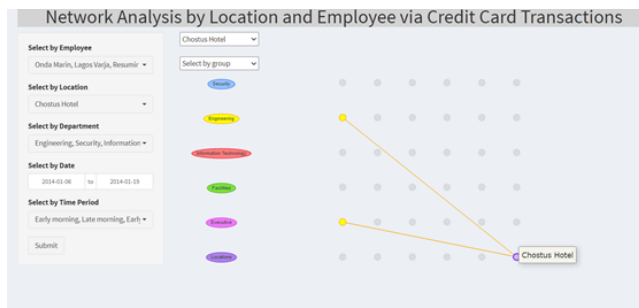 Network Analysis by Location and Employee via Credit Card Transactions
Select by Employee
Onda Marin, Lagos Varja, Resumir
Select by Location
Chostus Hotel
Select by Department
Engineering, Security, Information
Select by Date
2014-01-06 to 2014-01-19
Select by Time Period
Early morning, Late morning, Early
Submit
Chostus Hotel
Select by group
Security
Engineering
Information Technology
Facilities
Executive
Locations
Chostus Hotel